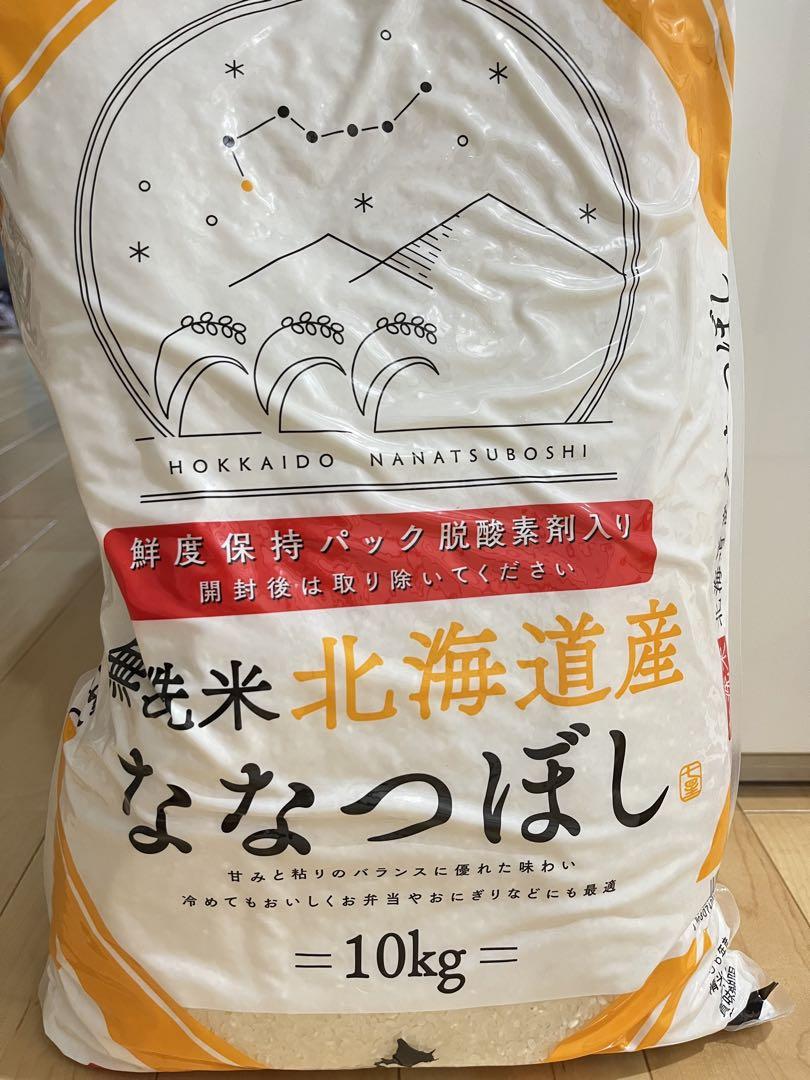 HOKKAIDO NANATSUBOSHI
鮮度保持パック脱酸素剤入り
開封後は取り除いてください
無洗米 北海道産
ななつぼし
七星
甘みと粘りのバランスに優れた味わい
冷めてもおいしくお弁当やおにぎりなどにも最適
=10kg=